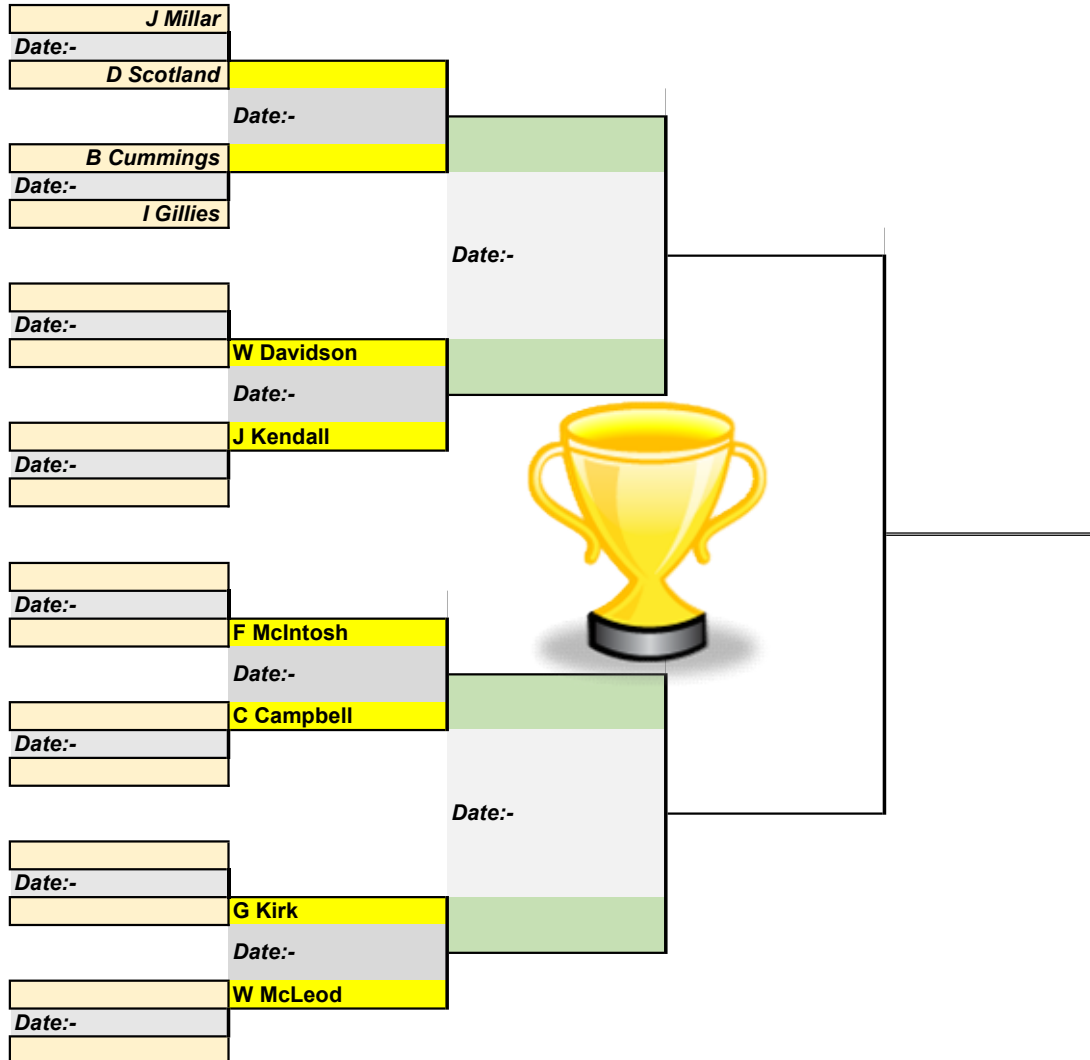 J Millar
Date:-
D Scotland
Date:-
B Cummings
Date:-
I Gillies
Date:-
Date:-
W Davidson
Date:-
J Kendall
Date:-
Date:-
F McIntosh
Date:-
C Campbell
Date:-
Date:-
Date:-
G Kirk
Date:-
W McLeod
Date:-